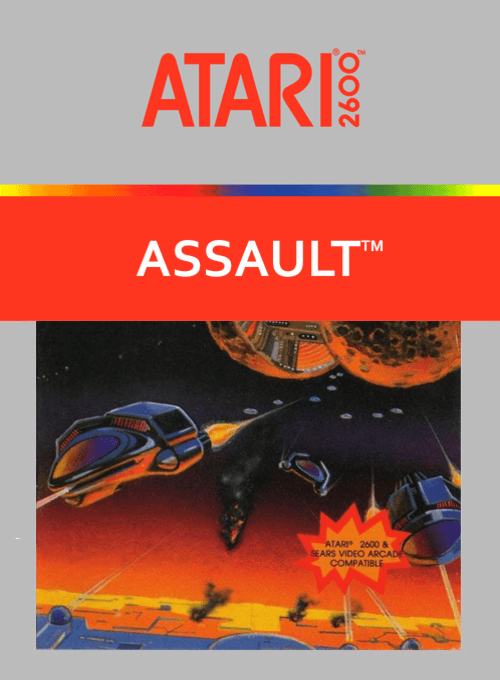 ATARI® 2600™
ASSAULT™
ATARI® 2600 &
SEARS VIDEO ARCADE
COMPATIBLE